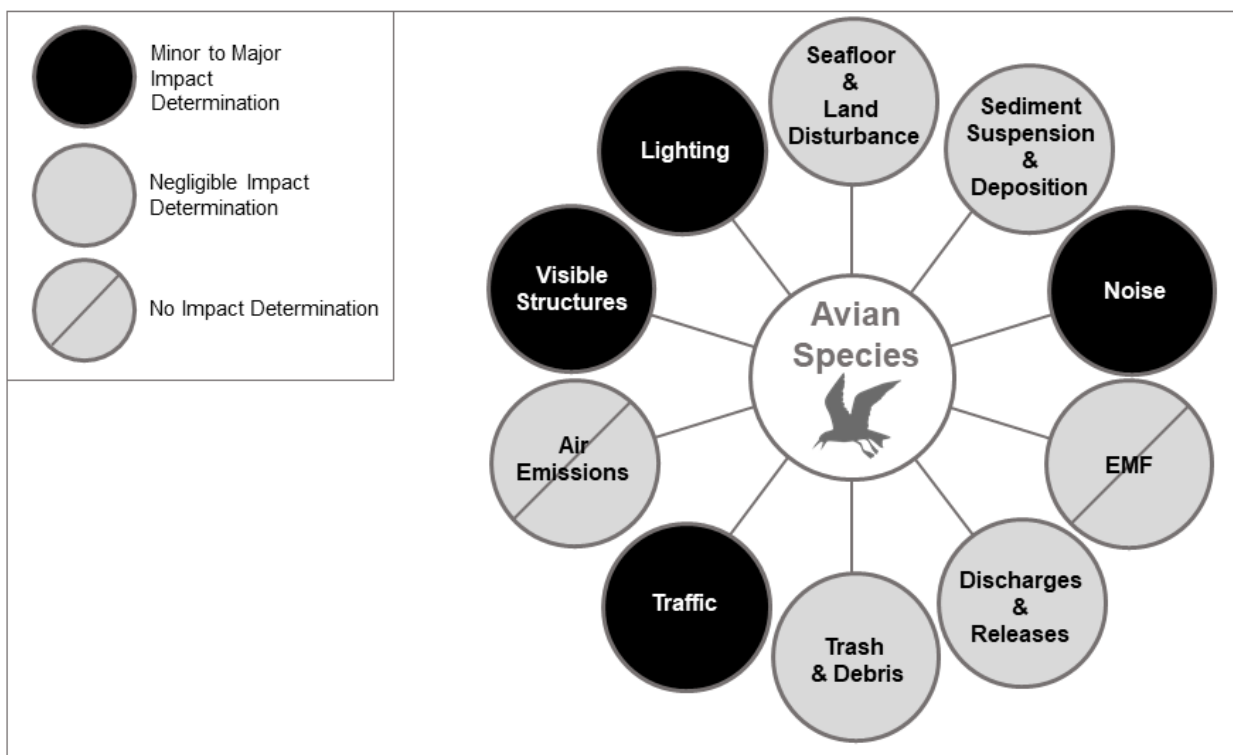 Minor to Major
Impact
Determination
Negligible Impact
Determination
No Impact Determination
Seafloor
&
Land
Disturbance
Sediment
Suspension
&
Deposition
Noise
EMF
Discharges
&
Releases
Trash
& Debris
Traffic
Air
Emissions
Visible
Structures
Lighting
Avian
Species